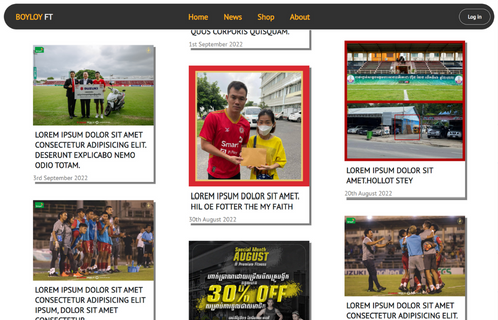 BOYLOY FT
Home
News
Shop
About
Log In
LOREM IPSUM DOLOR SIT AMET
CONSECTETUR ADIPISICING ELIT.
DESERUNT EXPLICABO NEMO
ODIO TOTAM.
3rd September 2022
LOREM IPSUM DOLOR SIT AMET
CONSECTETUR ADIPISICING ELIT
IPSUM, DOLOR SIT AMET
CONSECTETUR
QUOS CORPORIS QUISQUAM.
1st September 2022
Smart
LOREM IPSUM DOLOR SIT AMET.
HIL OE FOTTER THE MY FAITH
30th August 2022
Special Month
AUGUST
30% OFF
LOREM IPSUM DOLOR SIT
AMET.HOLLOT STEY
20th August 2022
LOREM IPSUM DOLOR SIT AMET
CONSECTETUR ADIPISICING ELIT